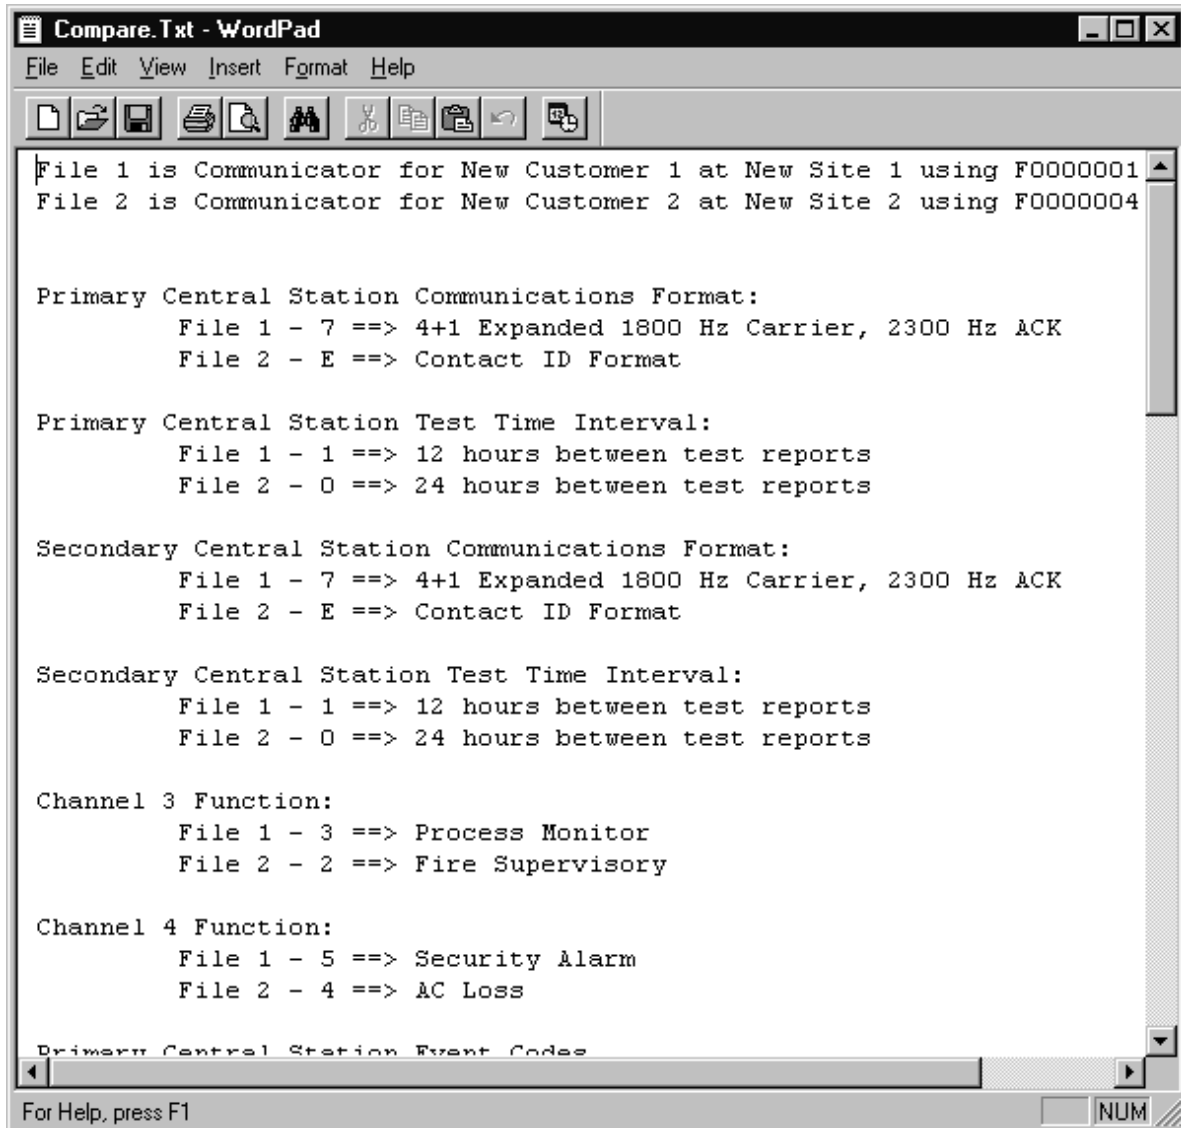 Compare.Txt - WordPad
File Edit View Insert Format Help
File 1 is Communicator for New Customer 1 at New Site 1 using F0000001
File 2 is Communicator for New Customer 2 at New Site 2 using F0000004
Primary Central Station Communications Format:
File 1 - 7 ==> 4+1 Expanded 1800 Hz Carrier, 2300 Hz ACK
File 2 - E ==> Contact ID Format
Primary Central Station Test Time Interval:
File 1 - 1 ==> 12 hours between test reports
File 2 - 0 ==> 24 hours between test reports
Secondary Central Station Communications Format:
File 1 - 7 ==> 4+1 Expanded 1800 Hz Carrier, 2300 Hz ACK
File 2 - E ==> Contact ID Format
Secondary Central Station Test Time Interval:
File 1 - 1 ==> 12 hours between test reports
File 2 - 0 ==> 24 hours between test reports
Channel 3 Function:
File 1 - 3 ==> Process Monitor
File 2 - 2 ==> Fire Supervisory
Channel 4 Function:
File 1 - 5 ==> Security Alarm
File 2 - 4 ==> AC Loss
Primary Central Station Event Codes
For Help, press F1
NUM